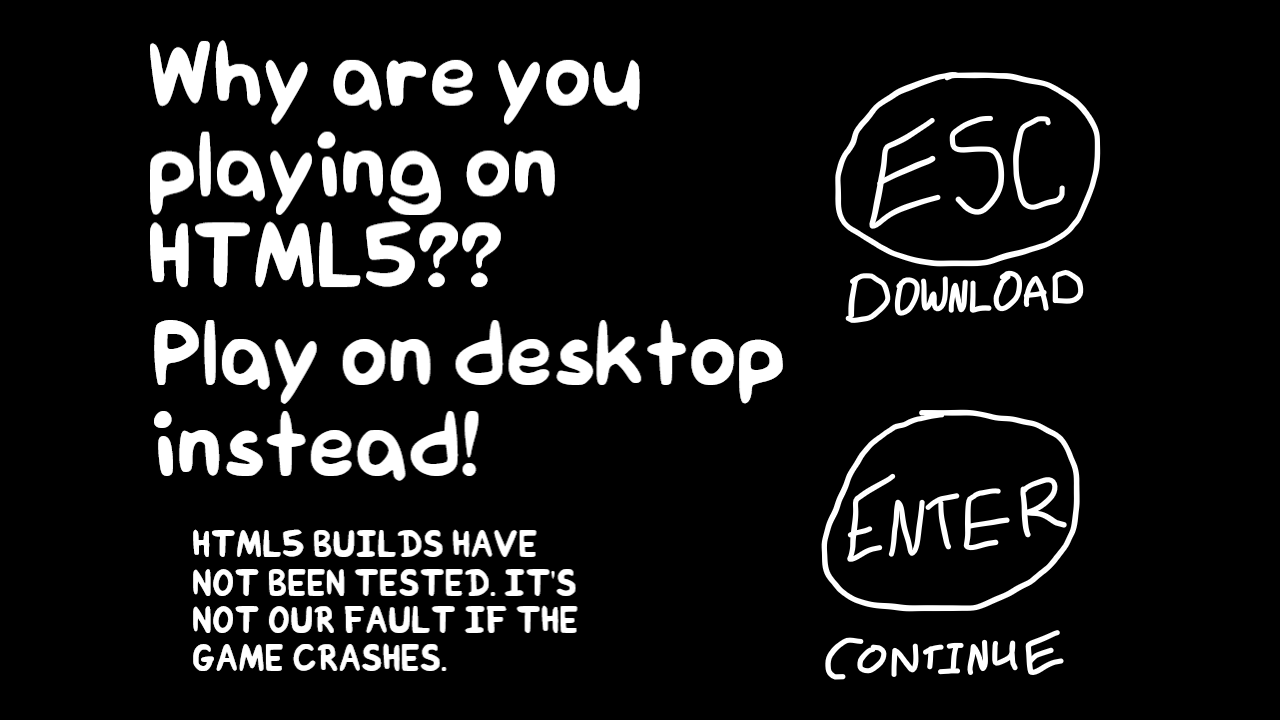 Why are you
playing on
HTML5??
Play on desktop
instead!
HTML5 BUILDS HAVE
NOT BEEN TESTED. IT'S
NOT OUR FAULT IF THE
GAME CRASHES.
ESC
DOWNLOAD
ENTER
CONTINUE